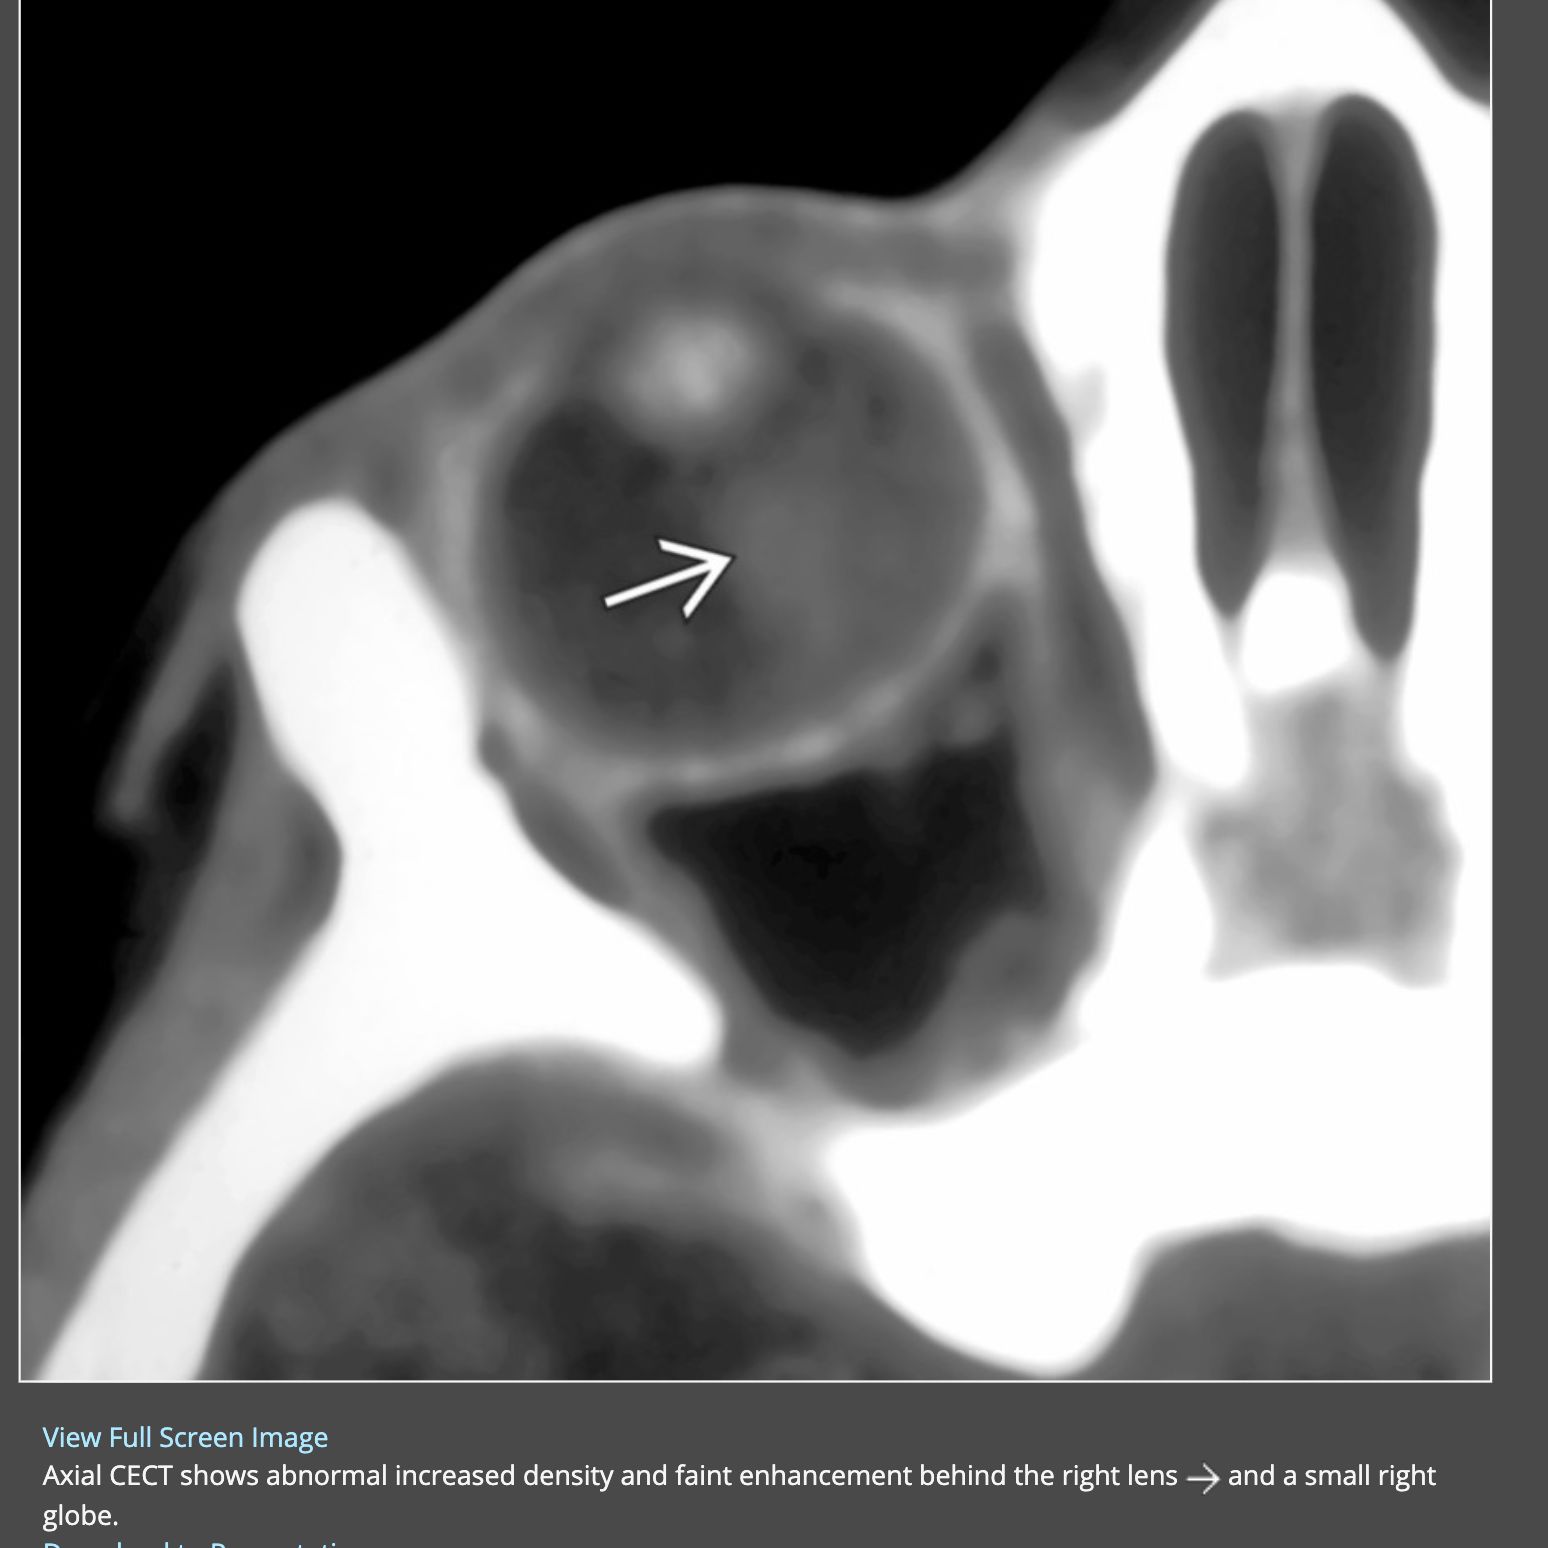 View Full Screen Image
Axial CECT shows abnormal increased density and faint enhancement behind the right lens → and a small right
globe.